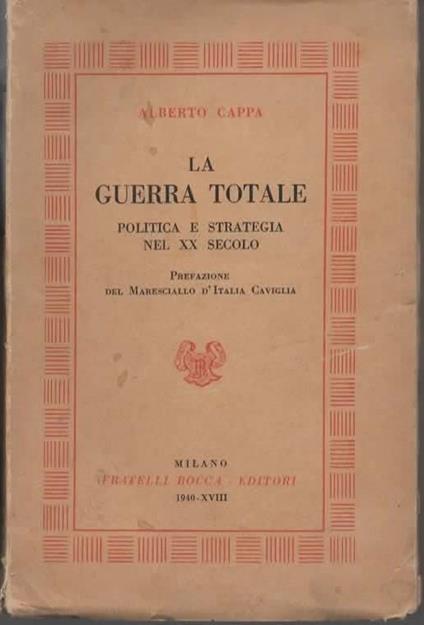 ALBERTO CAPPA
LA
GUERRA TOTALE
POLITICA E STRATEGIA
NEL XX SECOLO
PREFAZIONE
DEL MARESCIALLO D'ITALIA CAVIGLIA
MILANO
FRATELLI BOCCA - EDITORI
1940-XVIII